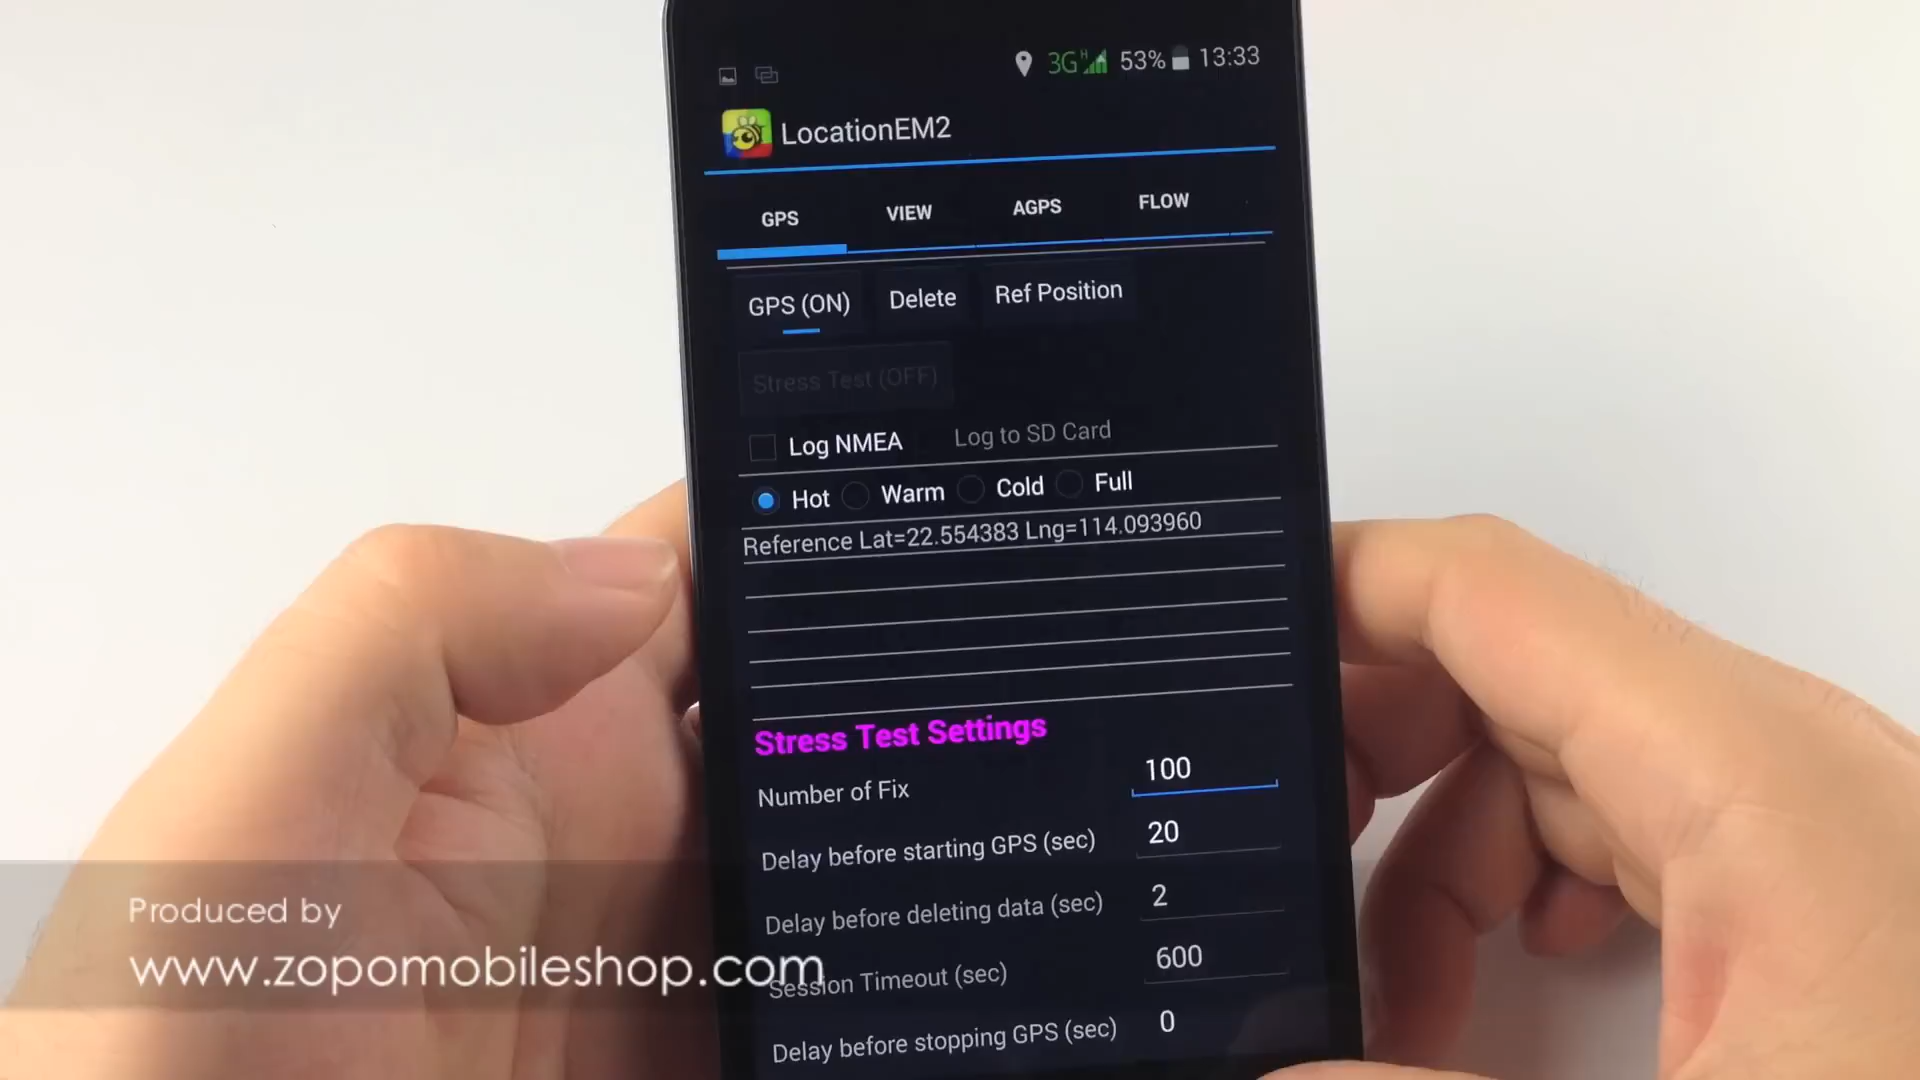 3G H 53% 13:33
LocationEM2
GPS VIEW AGPS FLOW
GPS (ON) Delete Ref Position
Stress Test (OFF)
Log NMEA Log to SD Card
Hot Warm Cold Full
Reference Lat=22.554383 Lng=114.093960
Stress Test Settings
Number of Fix 100
Delay before starting GPS (sec) 20
Delay before deleting data (sec) 2
Session Timeout (sec) 600
Delay before stopping GPS (sec) 0
Produced by
www.zopomobileshop.com